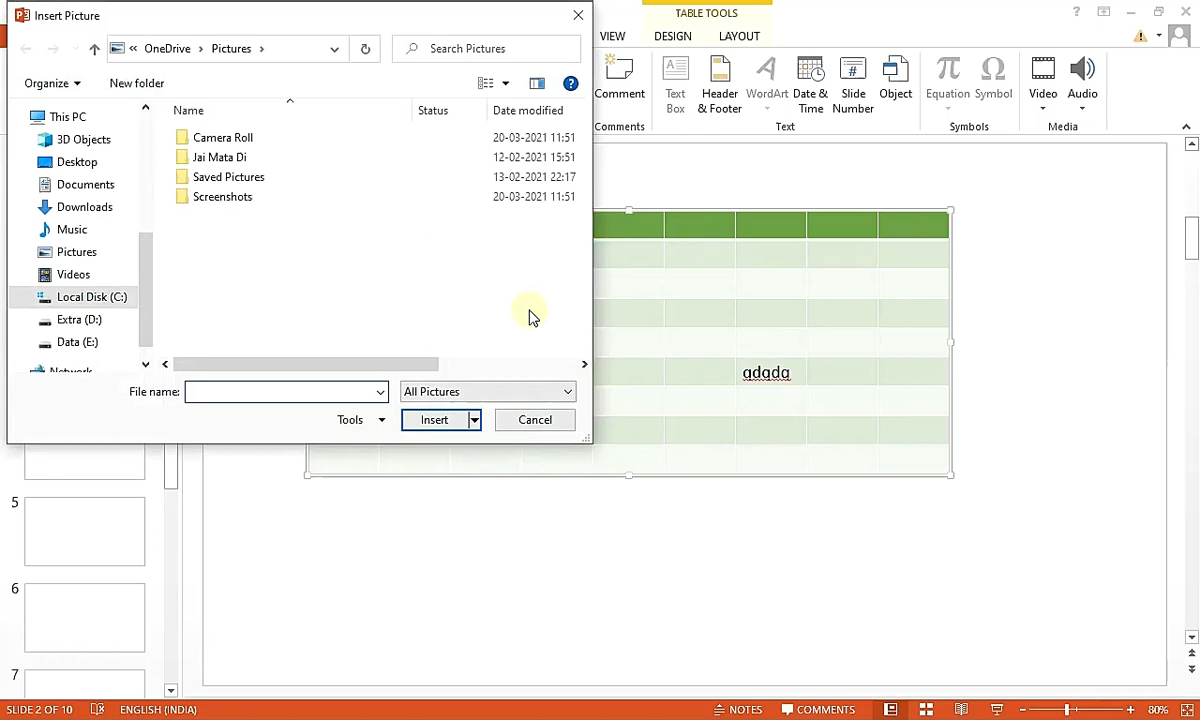 Insert Picture
« OneDrive › Pictures ›
Search Pictures
Organize
New folder
This PC
3D Objects
Desktop
Documents
Downloads
Music
Pictures
Videos
Local Disk (C:)
Extra (D:)
Data (E:)
Network
Name
Status
Date modified
Camera Roll
20-03-2021 11:51
Jai Mata Di
12-02-2021 15:51
Saved Pictures
13-02-2021 22:17
Screenshots
20-03-2021 11:51
File name:
All Pictures
Tools
Insert
Cancel
TABLE TOOLS
VIEW
DESIGN
LAYOUT
Comment
Comments
Text
Box
Header
& Footer
WordArt
Date &
Time
Slide
Number
Object
Text
Equation
Symbol
Symbols
Video
Audio
Media
qdqdq
5
6
7
SLIDE 2 OF 10
ENGLISH (INDIA)
NOTES
COMMENTS
80%